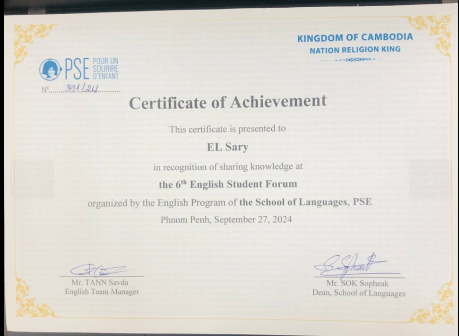 KINGDOM OF CAMBODIA
NATION RELIGION KING
PSE POUR UN
SOURIRE
D'ENFANT
N° 398/24
Certificate of Achievement
This certificate is presented to
EL Sary
in recognition of sharing knowledge at
the 6th English Student Forum
organized by the English Program of the School of Languages, PSE
Phnom Penh, September 27, 2024
Mr. TANN Savda
English Team Manager
Mr. SOK Sopheak
Dean, School of Languages